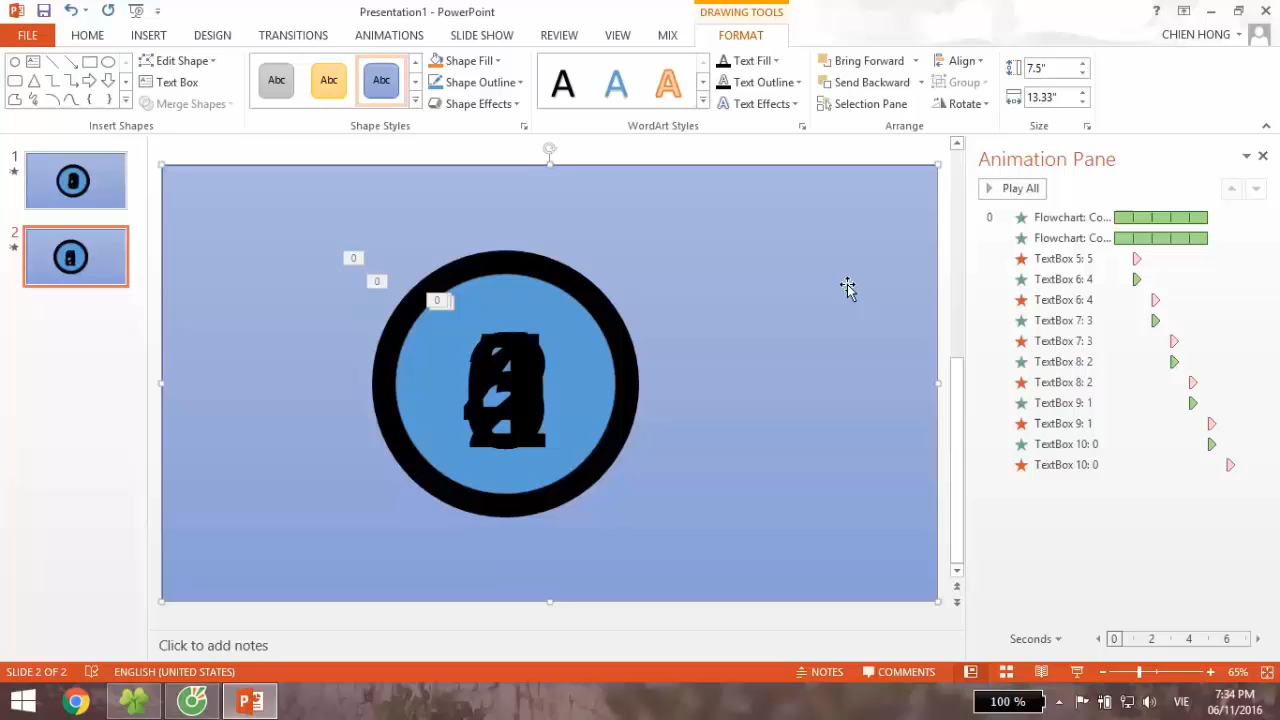 Presentation1 - PowerPoint
DRAWING TOOLS
?
FILE
HOME
INSERT
DESIGN
TRANSITIONS
ANIMATIONS
SLIDE SHOW
REVIEW
VIEW
MIX
FORMAT
CHIEN HONG
Edit Shape
Text Box
Merge Shapes
Insert Shapes
Abc
Abc
Abc
Shape Fill
Shape Outline
Shape Effects
Shape Styles
A
A
A
Text Fill
Text Outline
Text Effects
WordArt Styles
Bring Forward
Send Backward
Selection Pane
Align
Group
Rotate
Arrange
7.5"
13.33"
Size
1
2
0
0
0
Animation Pane
Play All
0
Flowchart: Co...
Flowchart: Co...
TextBox 5: 5
TextBox 6: 4
TextBox 6: 4
TextBox 7: 3
TextBox 7: 3
TextBox 8: 2
TextBox 8: 2
TextBox 9: 1
TextBox 9: 1
TextBox 10: 0
TextBox 10: 0
Seconds
0
2
4
6
Click to add notes
SLIDE 2 OF 2
ENGLISH (UNITED STATES)
NOTES
COMMENTS
65%
100 %
VIE
7:34 PM
06/11/2016